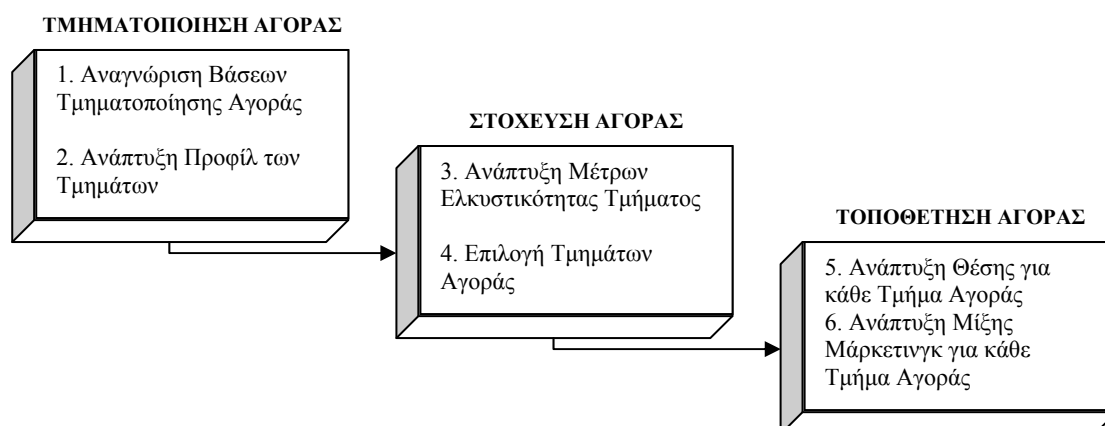 ΤΜΗΜΑΤΟΠΟΙΗΣΗ ΑΓΟΡΑΣ
1. Αναγνώριση Βάσεων
Τμηματοποίησης Αγοράς
2. Ανάπτυξη Προφίλ των
Τμημάτων
ΣΤΟΧΕΥΣΗ ΑΓΟΡΑΣ
3. Ανάπτυξη Μέτρων
Ελκυστικότητας Τμήματος
4. Επιλογή Τμημάτων
Αγοράς
ΤΟΠΟΘΕΤΗΣΗ ΑΓΟΡΑΣ
5. Ανάπτυξη Θέσης για
κάθε Τμήμα Αγοράς
6. Ανάπτυξη Μίξης
Μάρκετινγκ για κάθε
Τμήμα Αγοράς